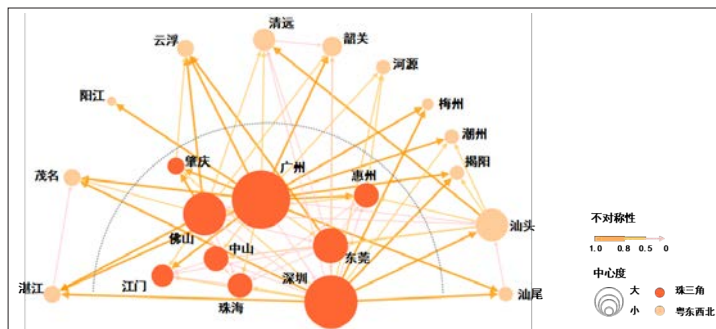 清远
云浮
韶关
河源
阳江
梅州
潮州
肇庆
广州
揭阳
茂名
惠州
汕头
佛山
中山
东莞
江门
深圳
湛江
珠海
汕尾
不对称性
1.0 0.8 0.5 0
中心度
大
珠三角
小
粤东西北